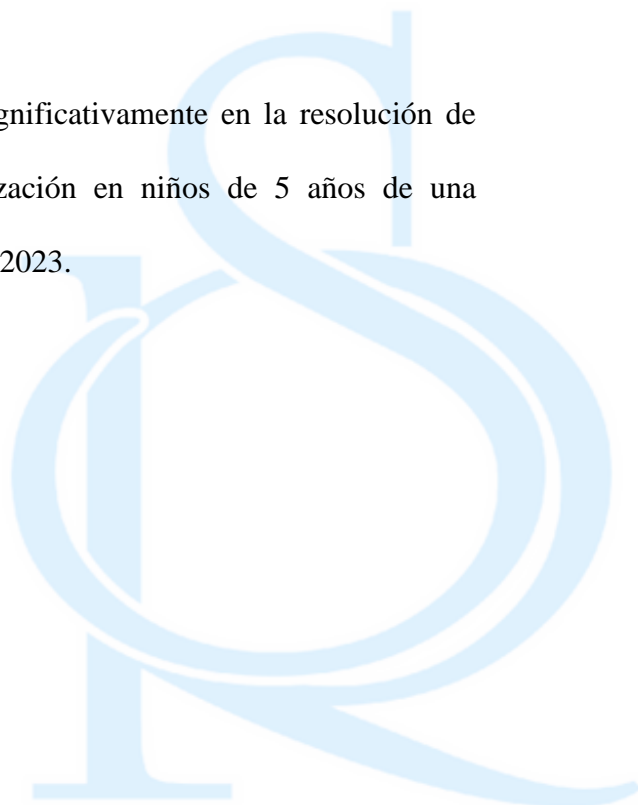 gnificativamente en la resolución de
zación en niños de 5 años de una
2023.